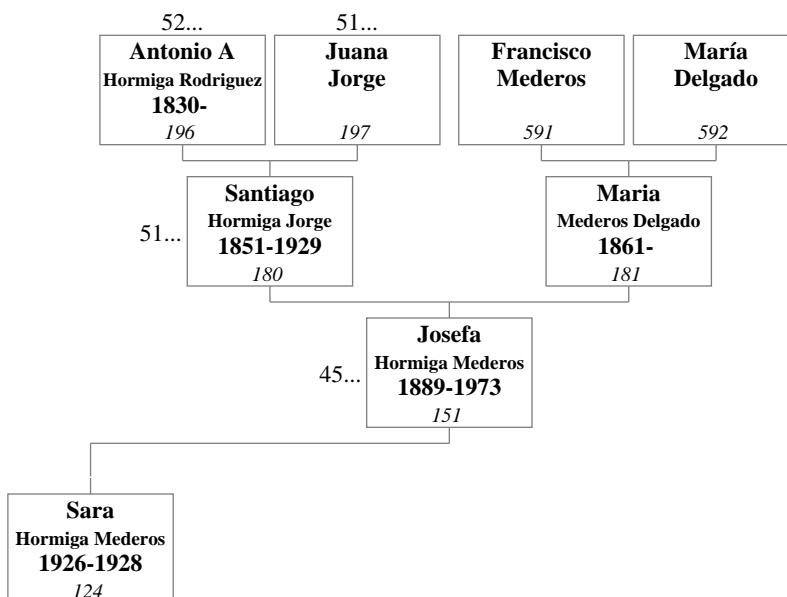 52...
51...
Antonio A
Hormiga Rodriguez
1830-
196
Juana
Jorge
197
Francisco
Mederos
591
María
Delgado
592
51...
Santiago
Hormiga Jorge
1851-1929
180
Maria
Mederos Delgado
1861-
181
45...
Josefa
Hormiga Mederos
1889-1973
151
Sara
Hormiga Mederos
1926-1928
124